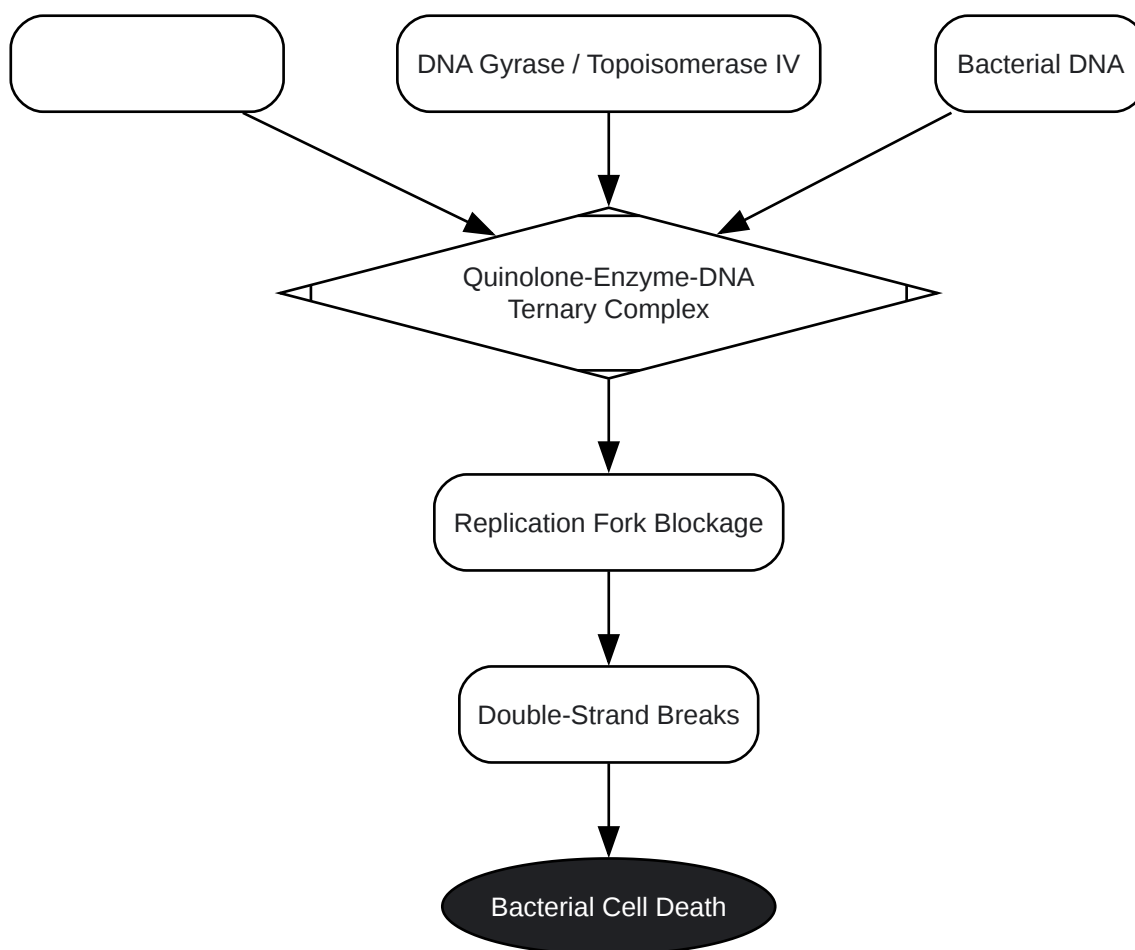 DNA Gyrase / Topoisomerase IV
Bacterial DNA
Quinolone-Enzyme-DNA
Ternary Complex
Replication Fork Blockage
Double-Strand Breaks
Bacterial Cell Death